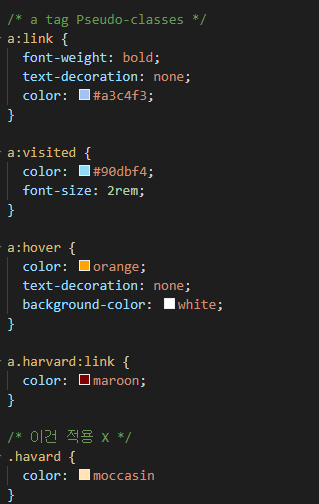 /* a tag Pseudo-classes */
a:link {
font-weight: bold;
text-decoration: none;
color: #a3c4f3;
}
a:visited {
color: #90dbf4;
font-size: 2rem;
}
a:hover {
color: orange;
text-decoration: none;
background-color: white;
}
a.harvard:link {
color: maroon;
}
/* 이건 적용 X */
.havard {
color: moccasin
}